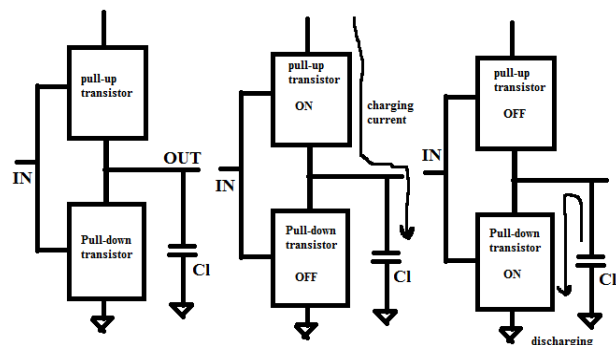 pull-up
transistor
IN
OUT
Pull-down
transistor
Cl
pull-up
transistor
ON
charging
current
IN
Pull-down
transistor
OFF
Cl
pull-up
transistor
OFF
IN
Pull-down
transistor
ON
Cl
discharging